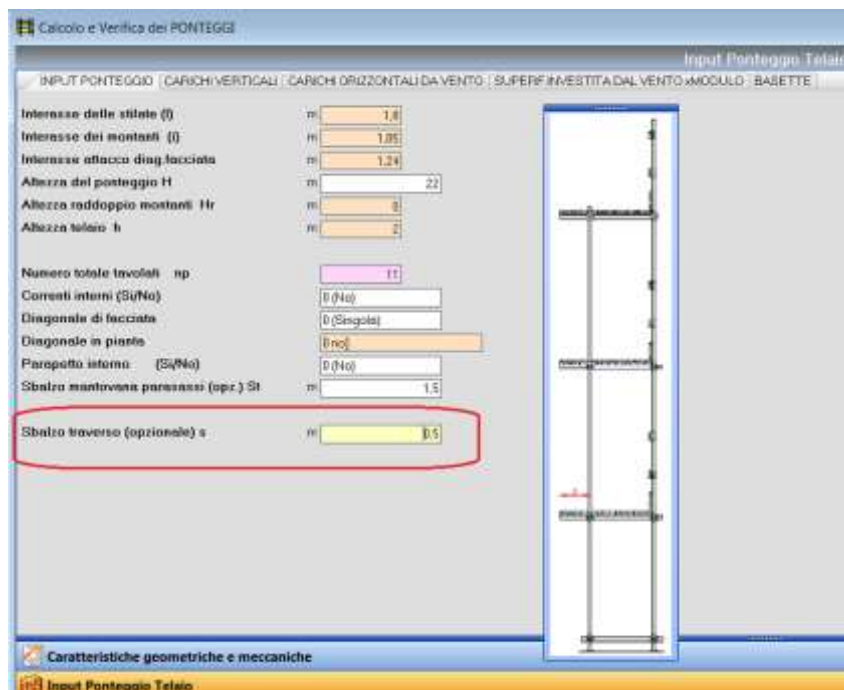 Calcolo e Verifica dei PONTEGGI
Input Ponteggio Telaio
INPUT PONTEGGIO CARICHI VERTICALI CARICHI ORIZZONTALI DA VENTO SUPERF.INVESTITA DAL VENTO xMODULO BASETTE
Interasse delle stilate (l) m 1,8
Interasse dei montanti (i) m 1,05
Interasse attacco diag.facciata m 1,24
Altezza del ponteggio H m 22
Altezza raddoppio montanti Hr m 0
Altezza telaio h m 2
Numero totale tavolati np 11
Correnti interni (Si/No) 0 (No)
Diagonale di facciata 0 (Singola)
Diagonale in pianta 0 no)
Parapetto interno (Si/No) 0 (No)
Sbalzo mantovana parasassi (opz.) St m 1,5
Sbalzo traverso (opzionale) s m 0,5
Caratteristiche geometriche e meccaniche
Input Ponteggio Telaio